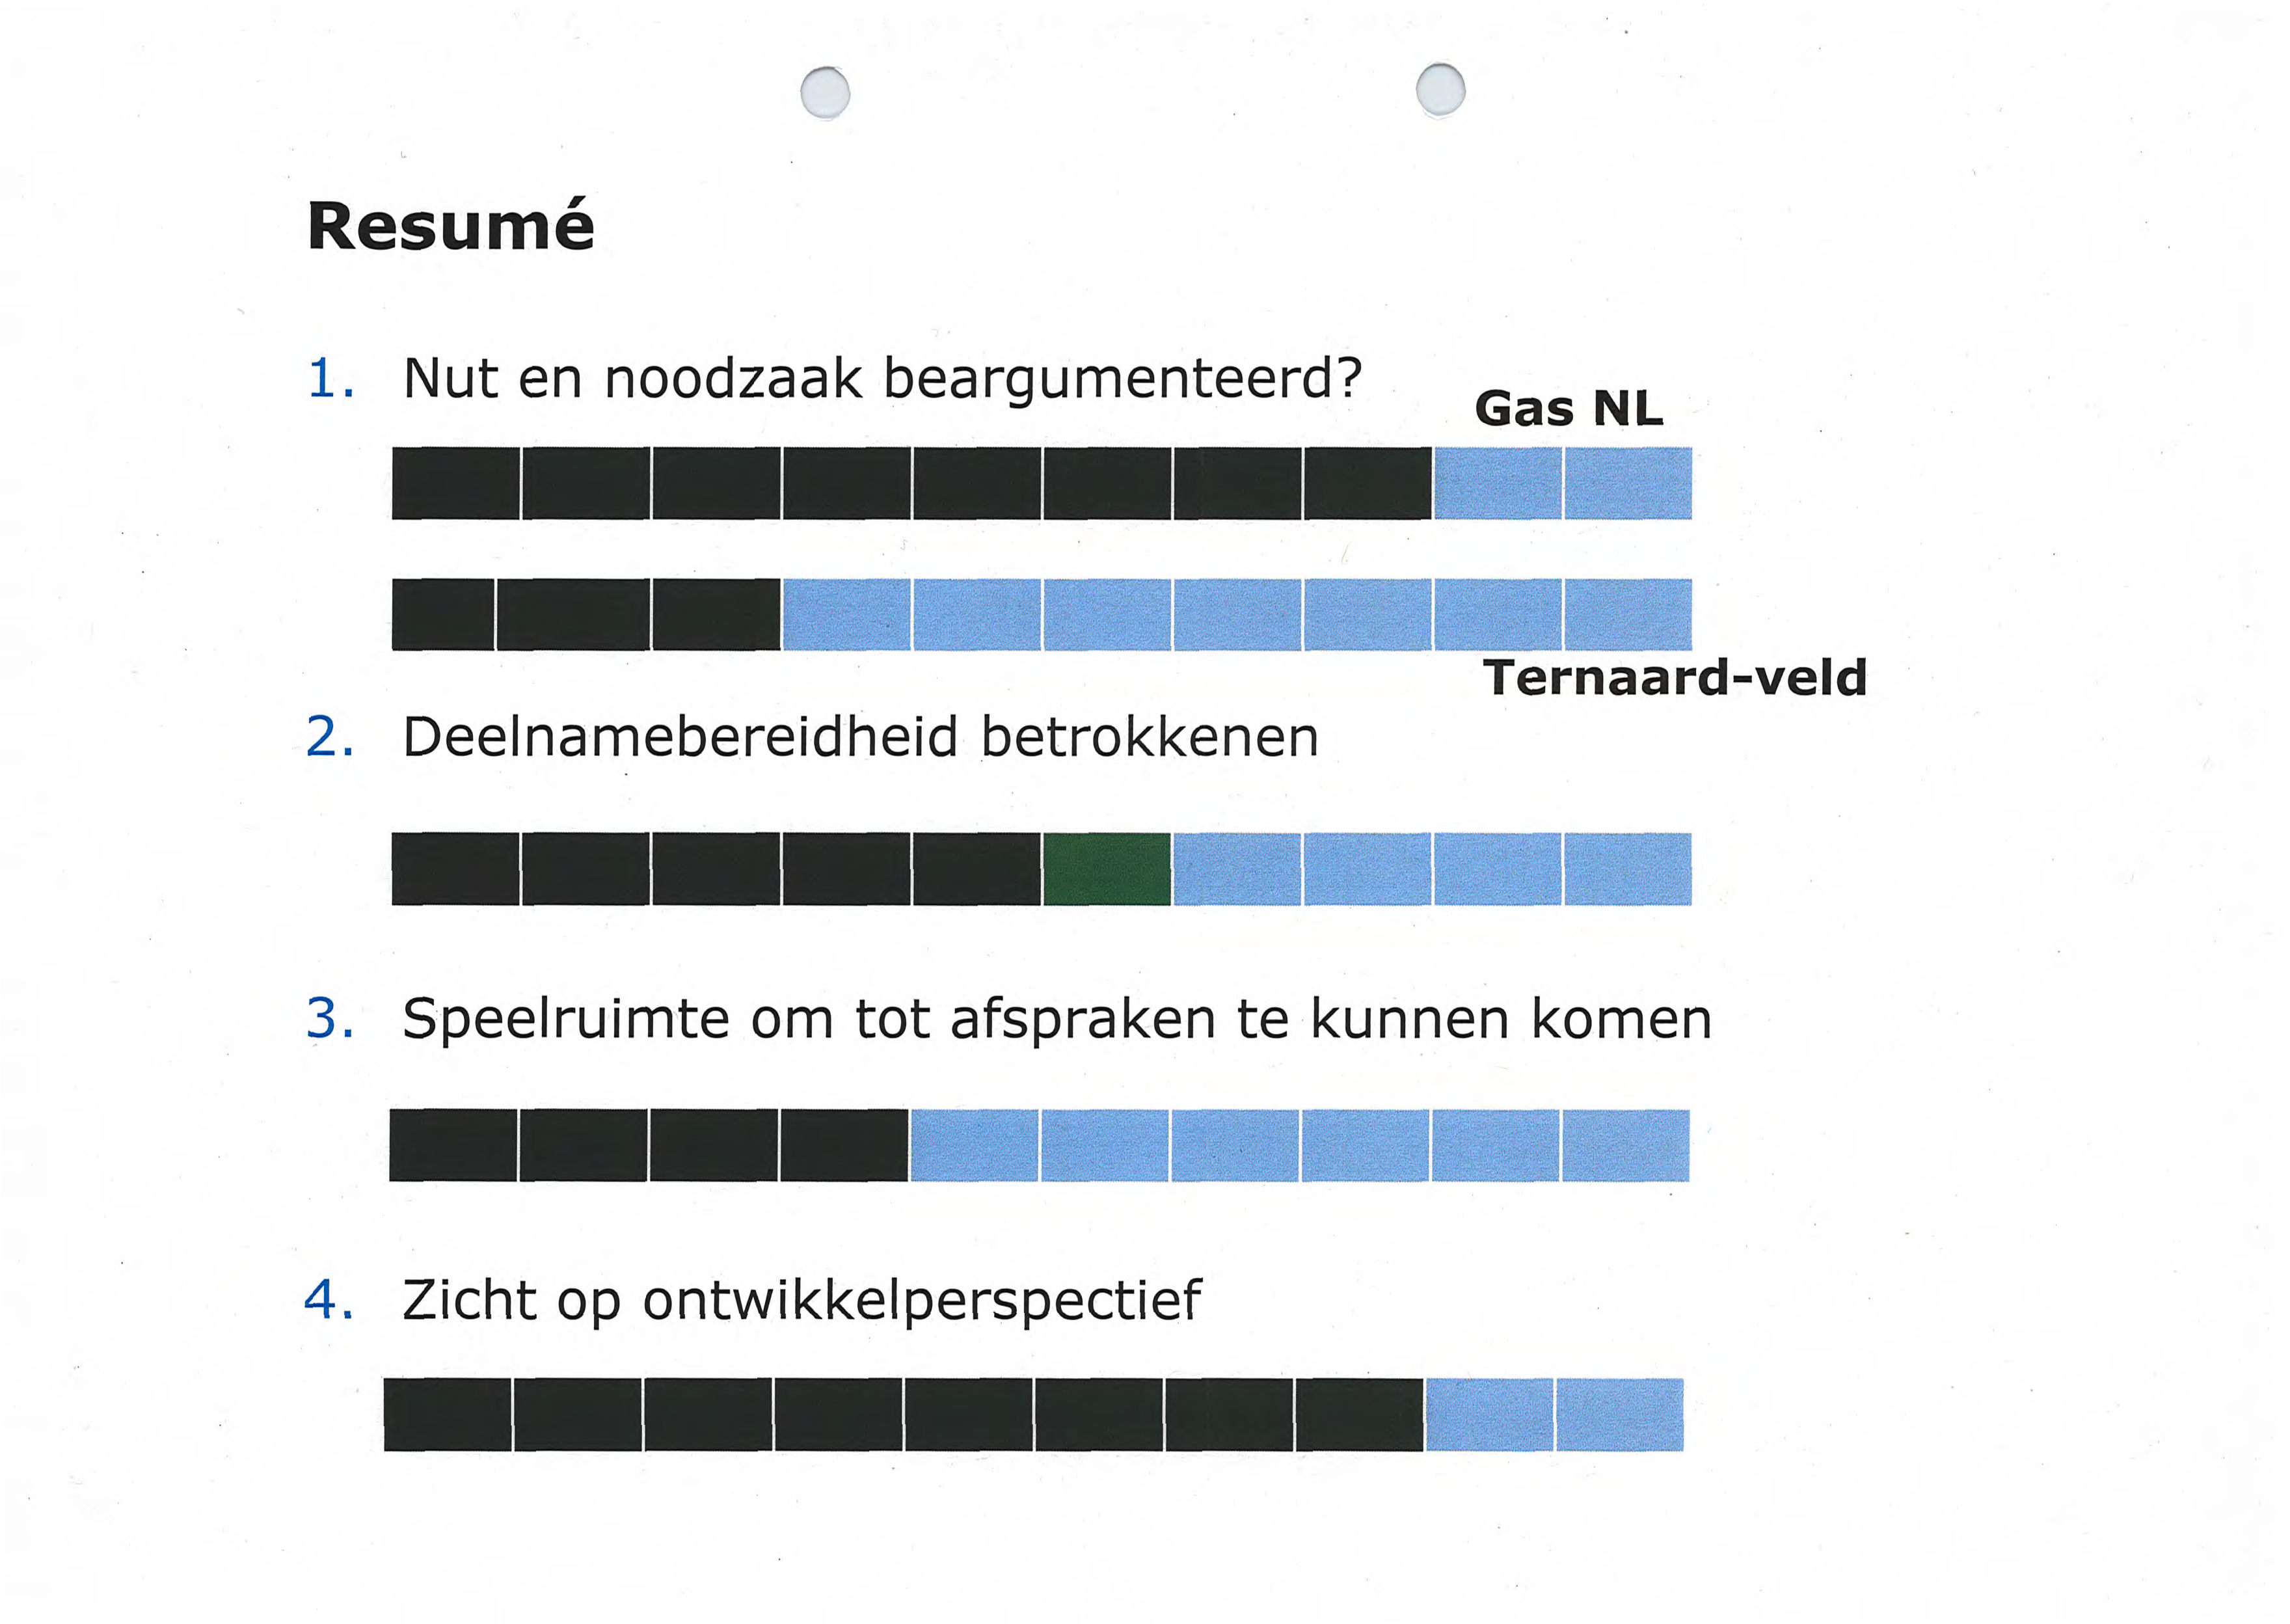 Resumé
1. Nut en noodzaak beargumenteerd?
Gas NL
Ternaard-veld
2. Deelnamebereidheid betrokkenen
3. Speelruimte om tot afspraken te kunnen komen
4. Zicht op ontwikkelperspectief